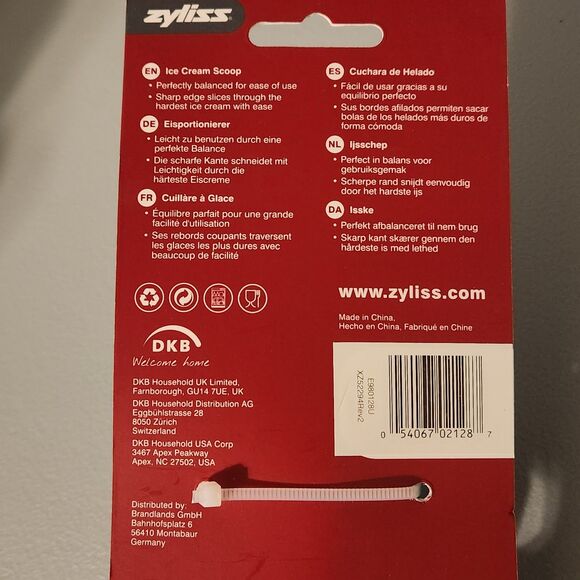 zyliss
EN Ice Cream Scoop
• Perfectly balanced for ease of use
• Sharp edge slices through the
hardest ice cream with ease
DE Eisportionierer
• Leicht zu benutzen durch eine
perfekte Balance
• Die scharfe Kante schneidet mit
Leichtigkeit durch die
härteste Eiscreme
FR Cuillère à Glace
• Équilibre parfait pour une grande
facilité d'utilisation
• Ses rebords coupants traversent
les glaces les plus dures avec
beaucoup de facilité
ES Cuchara de Helado
• Fácil de usar gracias a su
equilibrio perfecto
• Sus bordes afilados permiten sacar
bolas de los helados más duros de
forma cómoda
NL Ijsschep
• Perfect in balans voor
gebruiksgemak
• Scherpe rand snijdt eenvoudig
door het hardste ijs
DA Isske
• Perfekt afbalanceret til nem brug
• Skarp kant skærer gennem den
hårdeste is med lethed
www.zyliss.com
Made in China,
Hecho en China, Fabriqué en Chine
DKB
Welcome home
DKB Household UK Limited,
Farnborough, GU14 7UE, UK
DKB Household Distribution AG
Eggbühlstrasse 28
8050 Zürich
Switzerland
DKB Household USA Corp
3467 Apex Peakway
Apex, NC 27502, USA
Distributed by:
Brandlands GmbH
Bahnhofsplatz 6
56410 Montabaur
Germany
E980128U
XZ52294Rev2
0 54067 02128 7